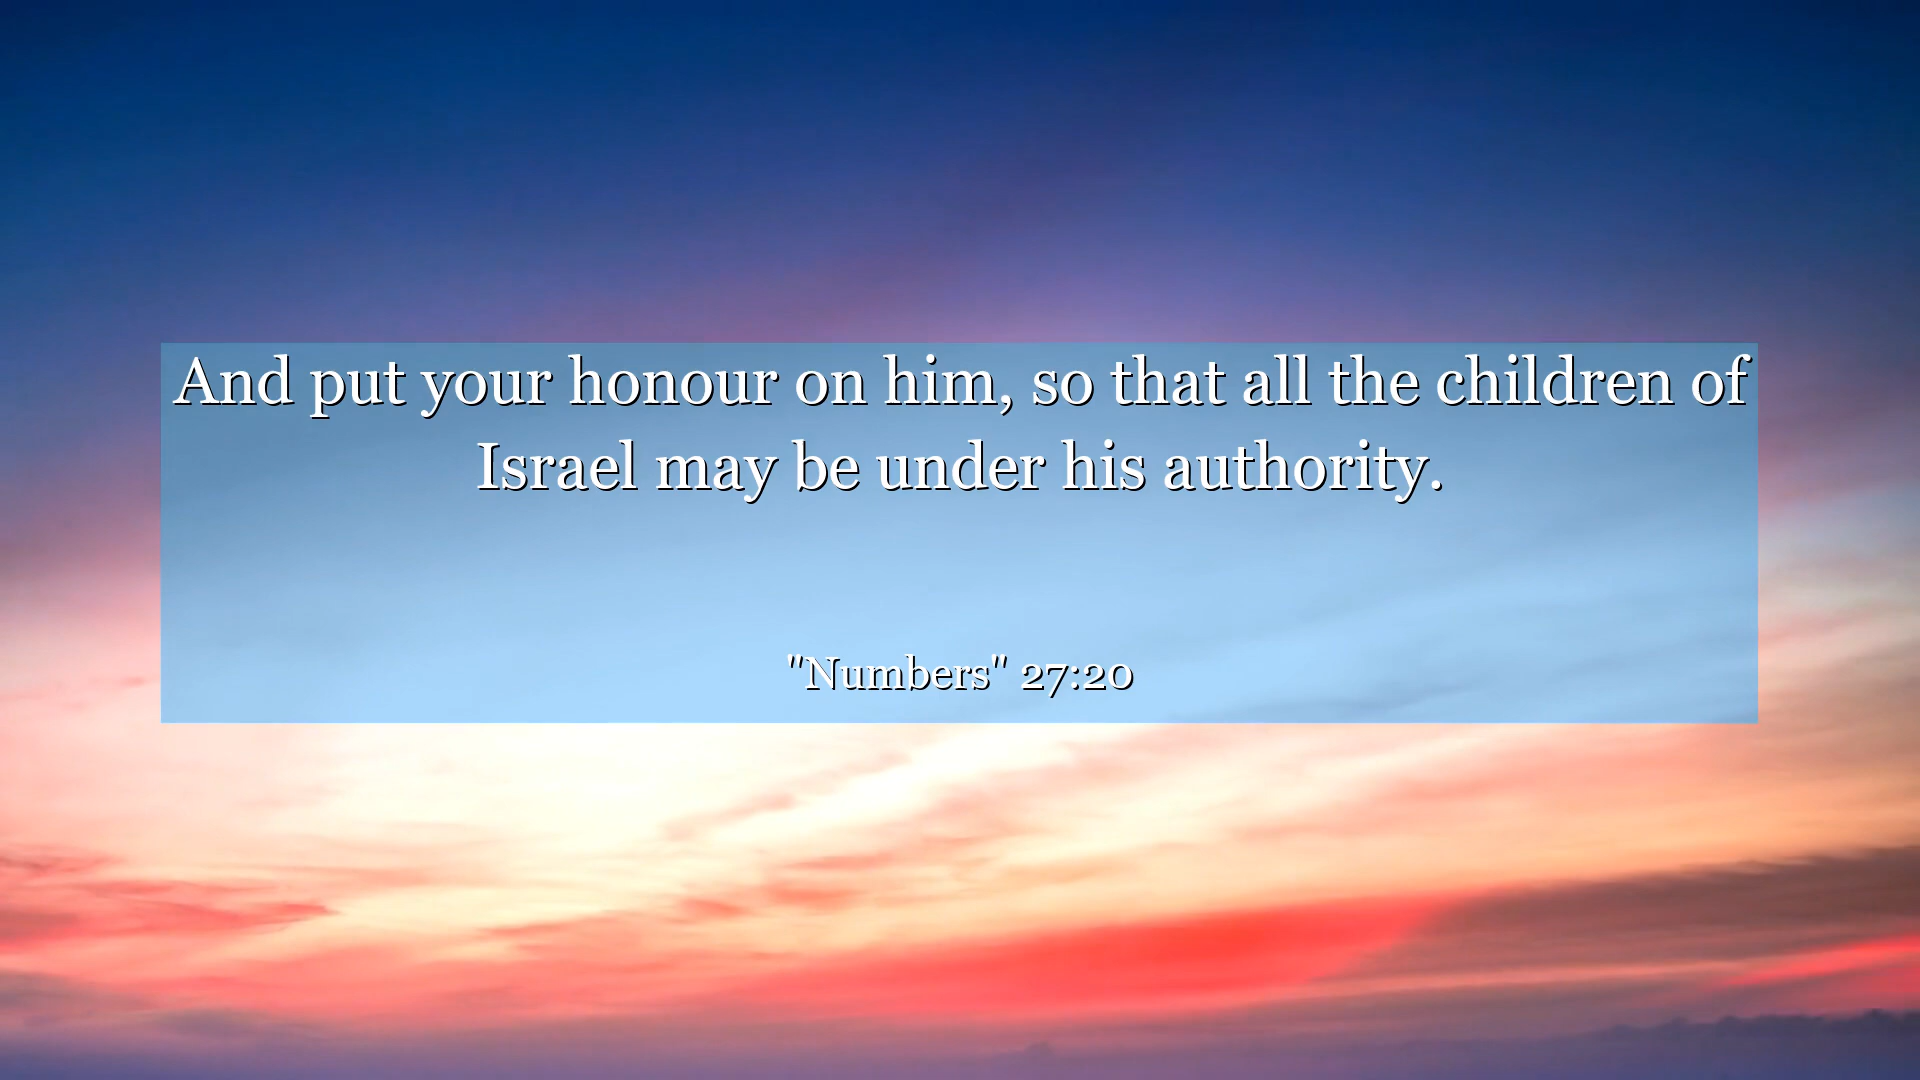 And put your honour on him, so that all the children of
Israel may be under his authority.
"Numbers" 27:20